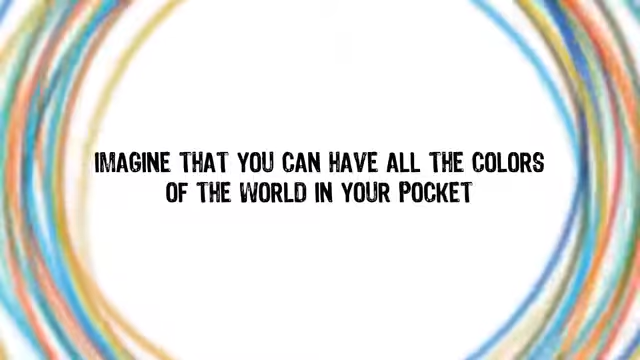 IMAGINE THAT YOU CAN HAVE ALL THE COLORS
OF THE WORLD IN YOUR POCKET